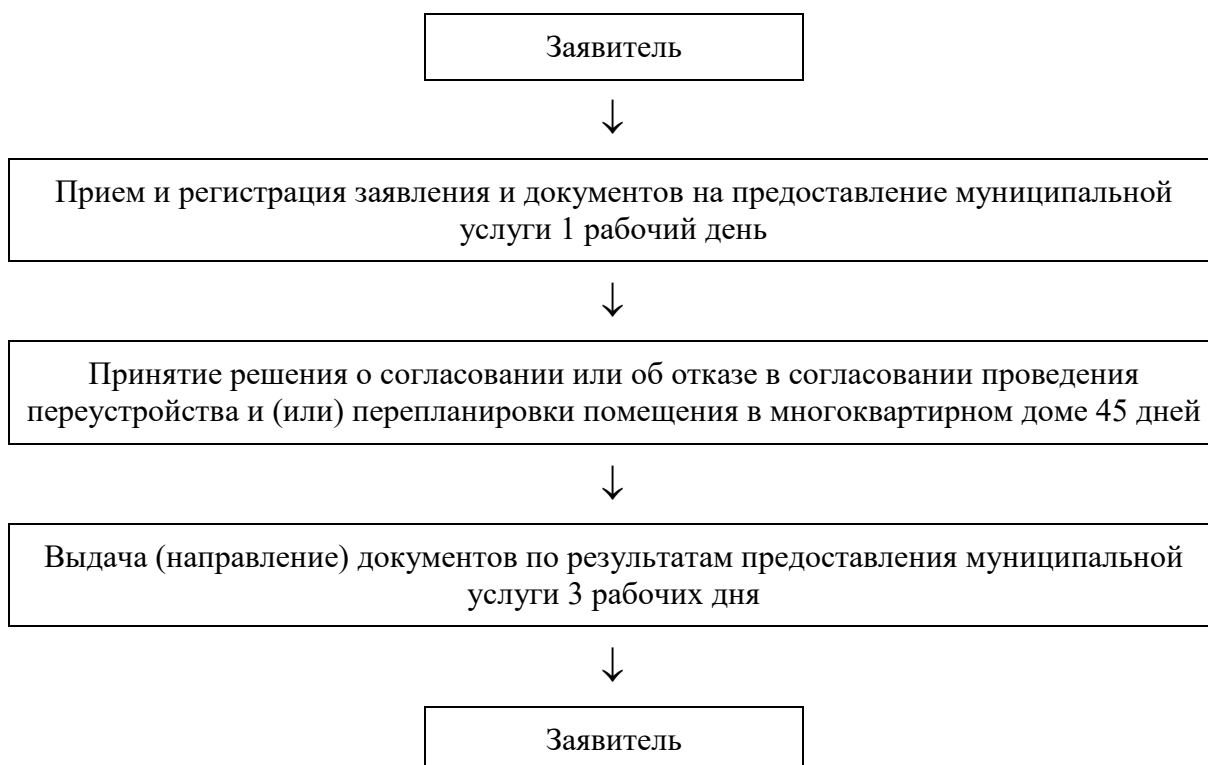 Заявитель
↓
Прием и регистрация заявления и документов на предоставление муниципальной
услуги 1 рабочий день
↓
Принятие решения о согласовании или об отказе в согласовании проведения
переустройства и (или) перепланировки помещения в многоквартирном доме 45 дней
↓
Выдача (направление) документов по результатам предоставления муниципальной
услуги 3 рабочих дня
↓
Заявитель